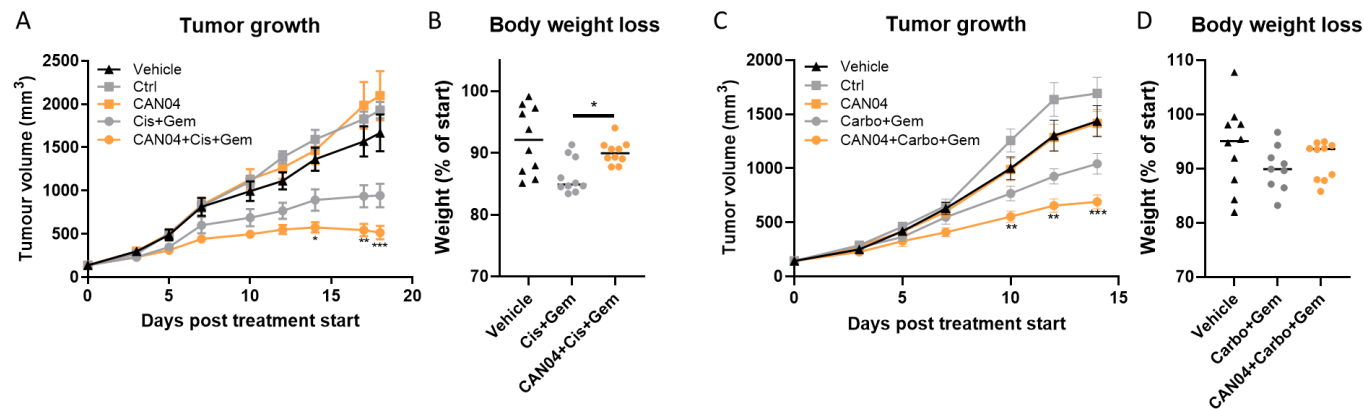 A
Tumor growth
Tumour volume (mm³)
2500
2000
1500
1000
500
0
Vehicle
Ctrl
CAN04
Cis+Gem
CAN04+Cis+Gem
*
**
***
0
5
10
15
20
Days post treatment start
B
Body weight loss
Weight (% of start)
100
90
80
70
*
Vehicle
Cis+Gem
CAN04+Cis+Gem
C
Tumor growth
Tumor volume (mm³)
2000
1500
1000
500
0
Vehicle
Ctrl
CAN04
Carbo+Gem
CAN04+Carbo+Gem
**
**
***
0
5
10
15
Days post treatment start
D
Body weight loss
Weight (% of start)
110
100
90
80
70
Vehicle
Carbo+Gem
CAN04+Carbo+Gem